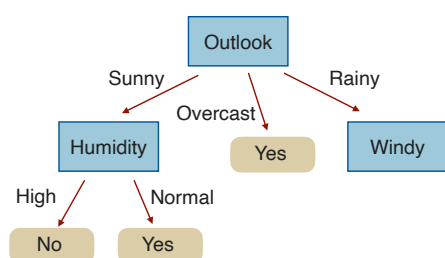 Outlook
Sunny
Rainy
Overcast
Humidity
Yes
Windy
High
Normal
No
Yes